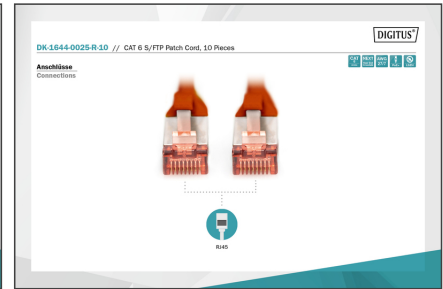 DIGITUS®
DK-1644-0025-R-10 // CAT 6 S/FTP Patch Cord, 10 Pieces
Anschlüsse
Connections
RJ45